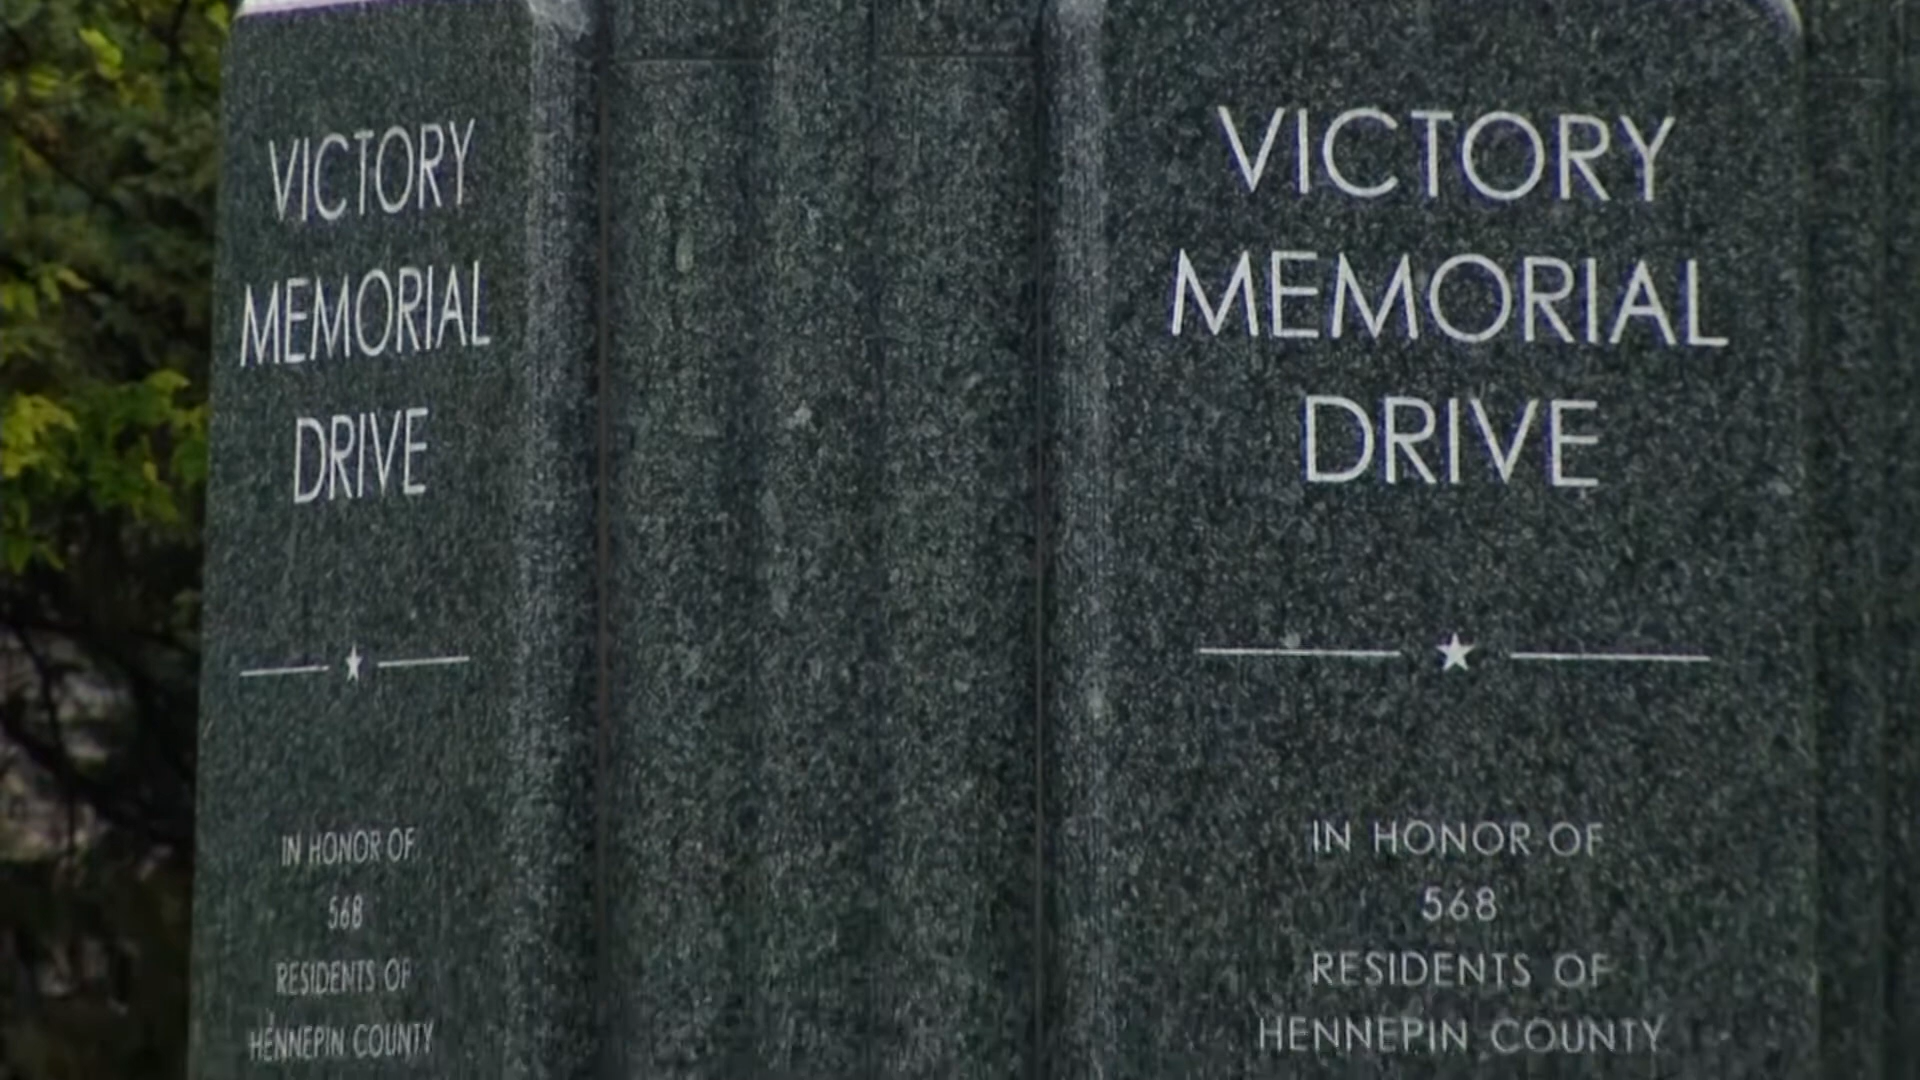 VICTORY
MEMORIAL
DRIVE
IN HONOR OF
568
RESIDENTS OF
HENNEPIN COUNTY
VICTORY
MEMORIAL
DRIVE
IN HONOR OF
568
RESIDENTS OF
HENNEPIN COUNTY